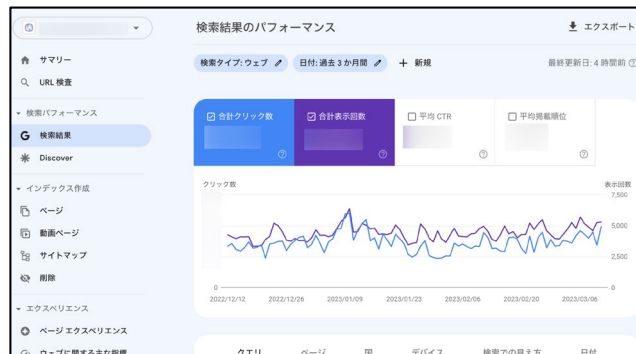 検索結果のパフォーマンス
エクスポート
サマリー
URL 検査
検索パフォーマンス
検索結果
Discover
インデックス作成
ページ
動画ページ
サイトマップ
削除
エクスペリエンス
ページ エクスペリエンス
ウェブに関する主な指標
検索タイプ: ウェブ
日付: 過去 3 か月間
+ 新規
最終更新日: 4 時間前
合計クリック数
合計表示回数
平均 CTR
平均掲載順位
クリック数
表示回数
7,500
5,000
2,500
0
0
2022/12/12
2022/12/26
2023/01/09
2023/01/23
2023/02/06
2023/02/20
2023/03/06
クエリ
ページ
国
デバイス
検索での見え方
日付